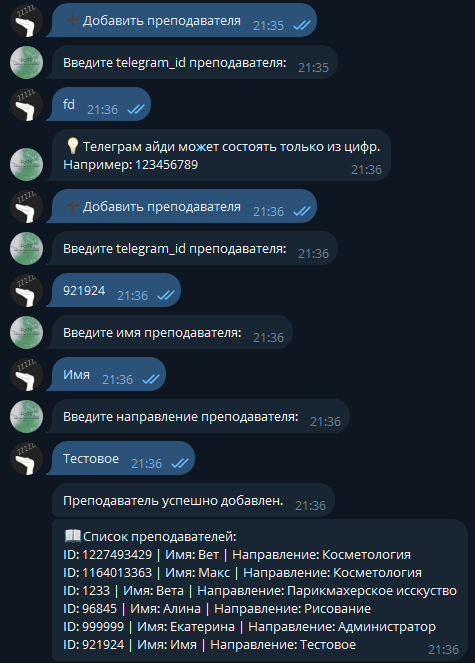 ➕ Добавить преподавателя 21:35
Введите telegram_id преподавателя: 21:35
fd 21:36
💡Телеграм айди может состоять только из цифр.
Например: 123456789 21:36
➕ Добавить преподавателя 21:36
Введите telegram_id преподавателя: 21:36
921924 21:36
Введите имя преподавателя: 21:36
Имя 21:36
Введите направление преподавателя: 21:36
Тестовое 21:36
Преподаватель успешно добавлен. 21:36
📖Список преподавателей:
ID: 1227493429 | Имя: Вет | Направление: Косметология
ID: 1164013363 | Имя: Макс | Направление: Косметология
ID: 1233 | Имя: Вета | Направление: Парикмахерское исскуство
ID: 96845 | Имя: Алина | Направление: Рисование
ID: 999999 | Имя: Екатерина | Направление: Администратор
ID: 921924 | Имя: Имя | Направление: Тестовое 21:36